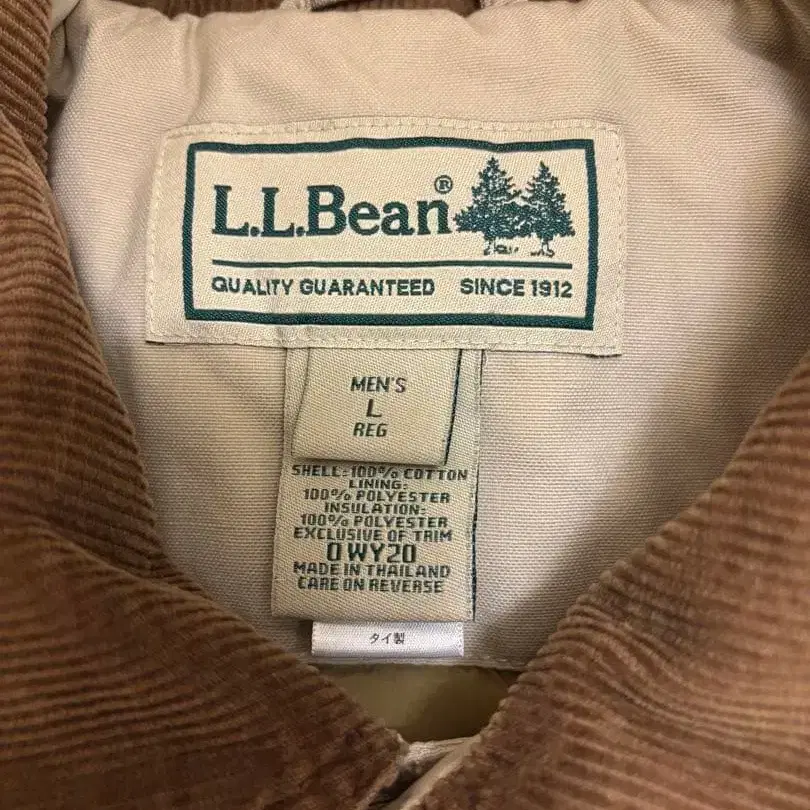 L.L.Bean®
QUALITY GUARANTEED SINCE 1912
MEN'S
L
REG
SHELL:100% COTTON
LINING:
100% POLYESTER
INSULATION:
100% POLYESTER
EXCLUSIVE OF TRIM
0WY20
MADE IN THAILAND
CARE ON REVERSE
タイ製